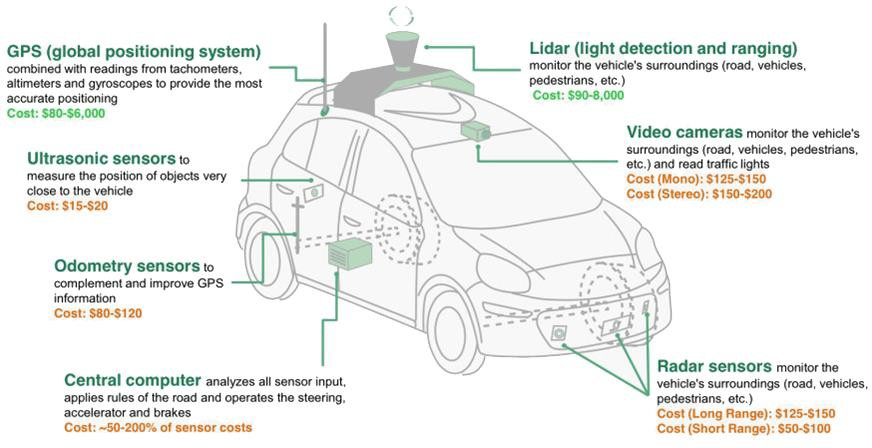 GPS (global positioning system)
combined with readings from tachometers,
altimeters and gyroscopes to provide the most
accurate positioning
Cost: $80-$6,000
Lidar (light detection and ranging)
monitor the vehicle's surroundings (road, vehicles,
pedestrians, etc.)
Cost: $90-8,000
Ultrasonic sensors to
measure the position of objects very
close to the vehicle
Cost: $15-$20
Video cameras monitor the vehicle's
surroundings (road, vehicles, pedestrians,
etc.) and read traffic lights
Cost (Mono): $125-$150
Cost (Stereo): $150-$200
Odometry sensors to
complement and improve GPS
information
Cost: $80-$120
Central computer analyzes all sensor input,
applies rules of the road and operates the steering,
accelerator and brakes
Cost: ~50-200% of sensor costs
Radar sensors monitor the
vehicle's surroundings (road, vehicles,
pedestrians, etc.)
Cost (Long Range): $125-$150
Cost (Short Range): $50-$100